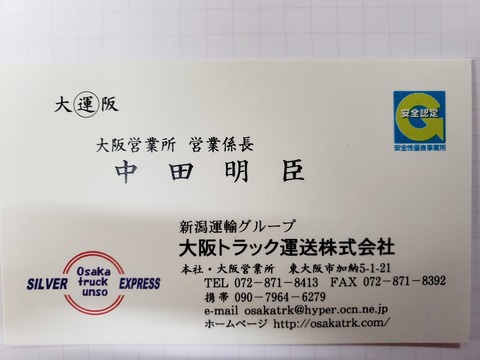 大運阪
安全認定
安全性優良事業所
大阪営業所 営業係長
中田明臣
新潟運輸グループ
大阪トラック運送株式会社
本社・大阪営業所 東大阪市加納5-1-21
TEL 072-871-8413 FAX 072-871-8392
携帯 090-7964-6279
e-mail osakatrk@hyper.ocn.ne.jp
ホームページ http://osakatrk.com/
SILVER Osaka truck unso EXPRESS